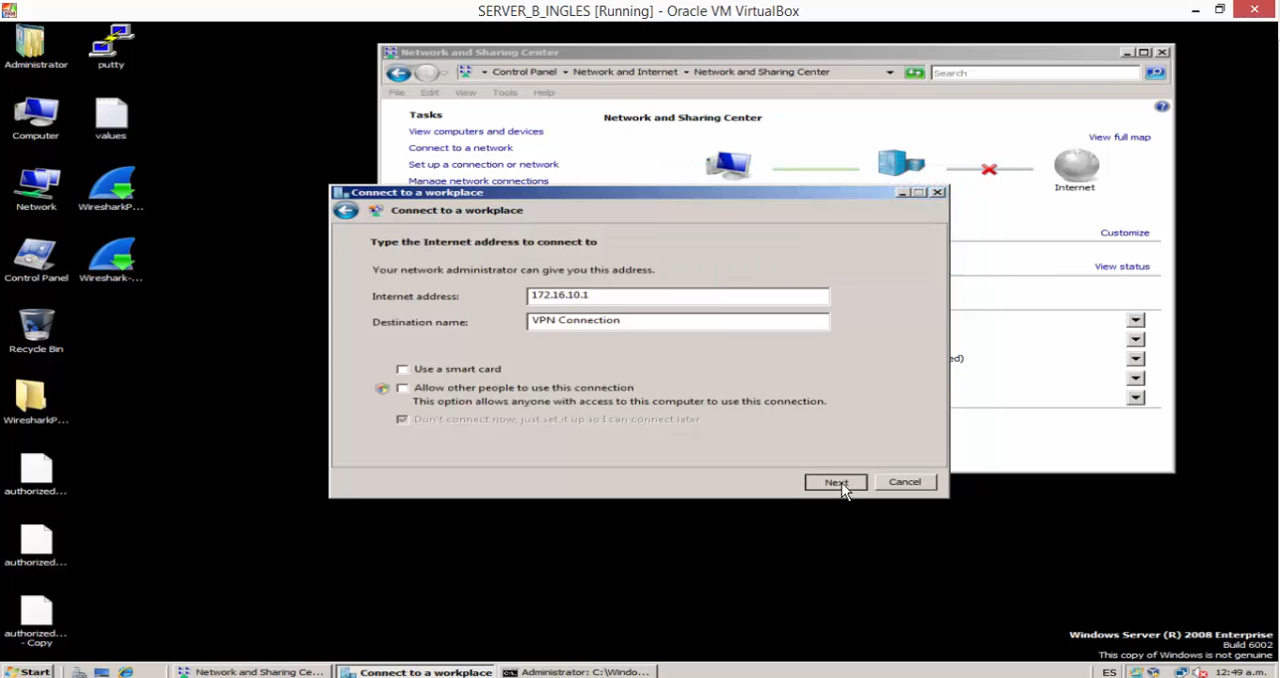 SERVER_B_INGLES [Running] - Oracle VM VirtualBox
Administrator
putty
Computer
values
Network
WiresharkP...
Control Panel
Wireshark-...
Recycle Bin
WiresharkP...
authorized...
authorized...
authorized...
- Copy
Network and Sharing Center
Control Panel
Network and Internet
Network and Sharing Center
Search
File
Edit
View
Tools
Help
Tasks
View computers and devices
Connect to a network
Set up a connection or network
Manage network connections
Network and Sharing Center
View full map
Internet
Customize
View status
ed)
Connect to a workplace
Connect to a workplace
Type the Internet address to connect to
Your network administrator can give you this address.
Internet address:
172.16.10.1
Destination name:
VPN Connection
Use a smart card
Allow other people to use this connection
This option allows anyone with access to this computer to use this connection.
Don't connect now; just set it up so I can connect later
Next
Cancel
Windows Server (R) 2008 Enterprise
Build 6002
This copy of Windows is not genuine
Start
Network and Sharing Ce...
Connect to a workplace
Administrator: C:\Windo...
ES
12:49 a.m.